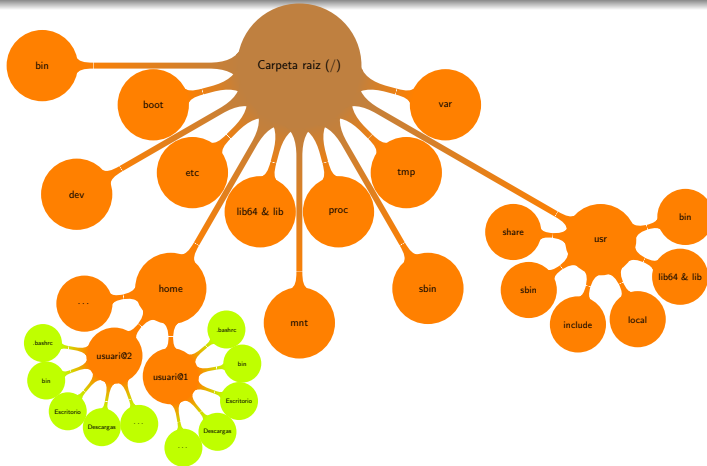 Carpeta raiz (/)
bin
boot
dev
etc
lib64 & lib
home
mnt
proc
sbin
tmp
usr
var
share
sbin
include
local
lib64 & lib
bin
...
usuari@2
.bashrc
bin
Escritorio
Descargas
...
usuari@1
.bashrc
bin
Escritorio
Descargas
...